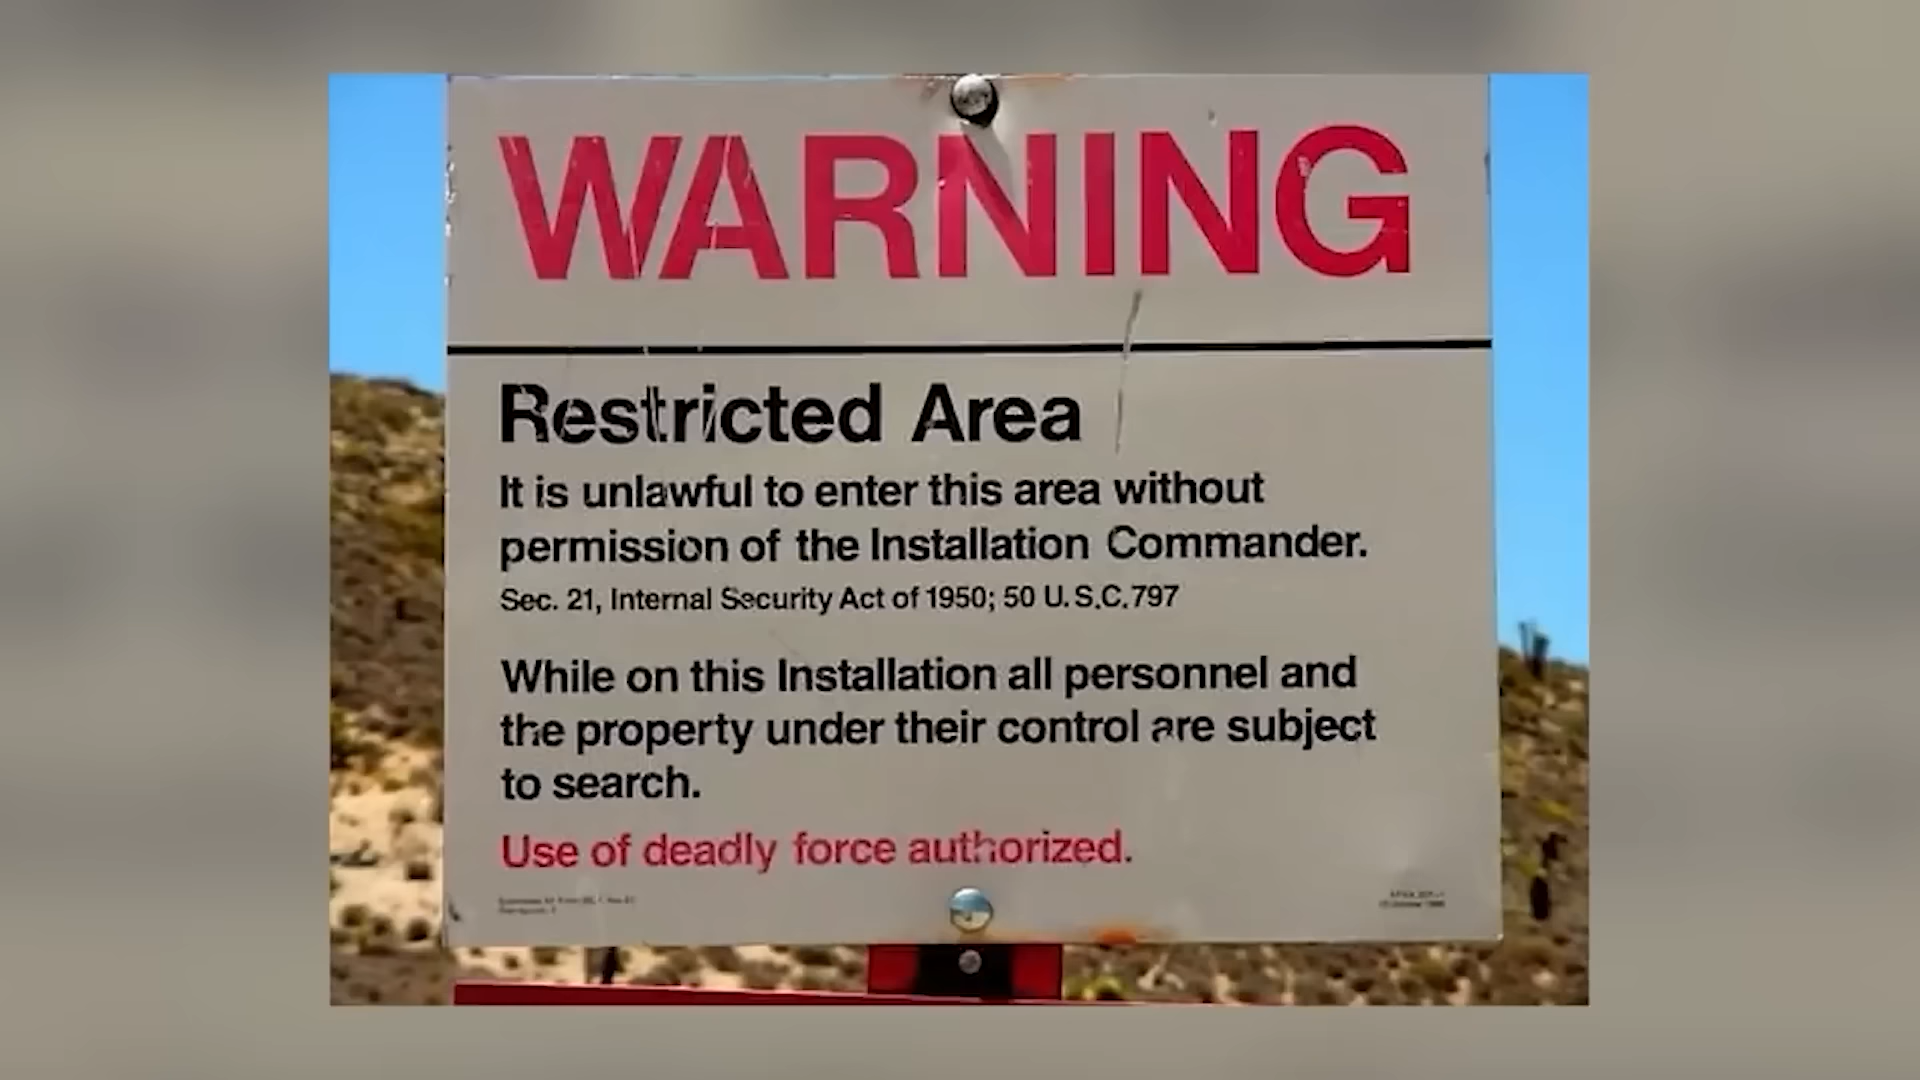 WARNING
Restricted Area
It is unlawful to enter this area without
permission of the Installation Commander.
Sec. 21, Internal Security Act of 1950; 50 U.S.C. 797
While on this Installation all personnel and
the property under their control are subject
to search.
Use of deadly force authorized.